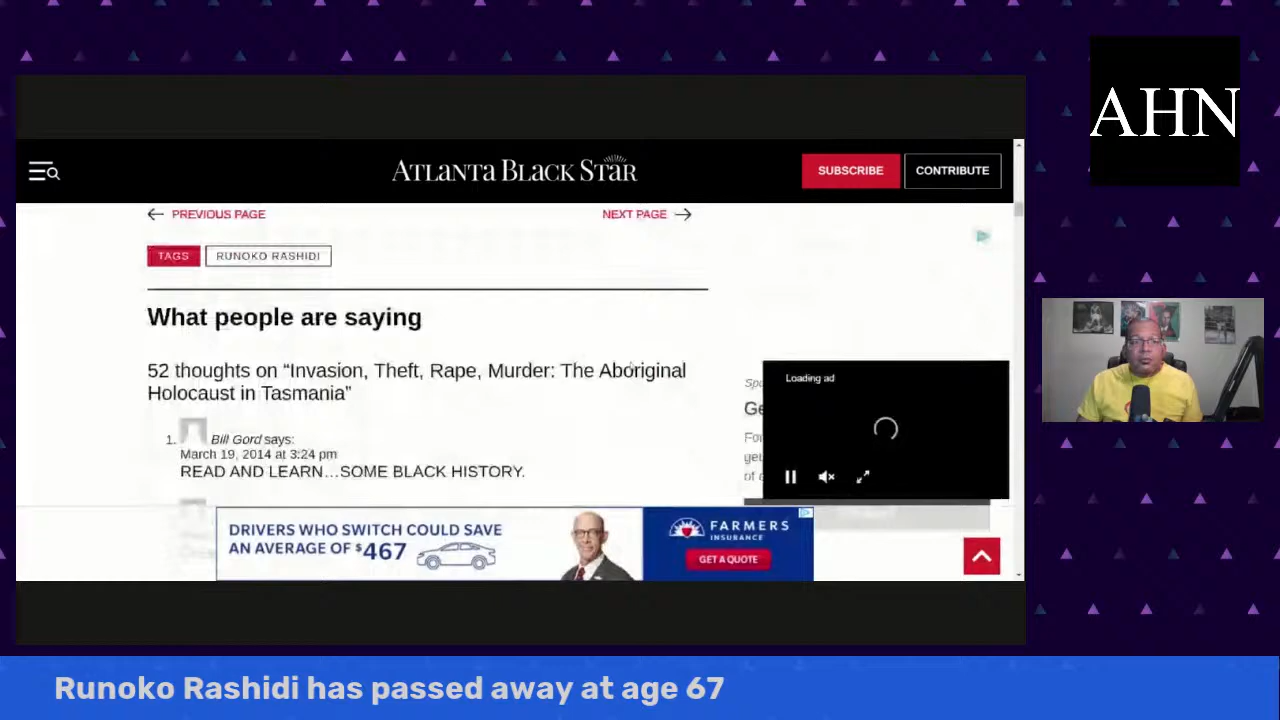 AHN
ATLANTA BLACK STAR
SUBSCRIBE
CONTRIBUTE
PREVIOUS PAGE
NEXT PAGE
TAGS
RUNOKO RASHIDI
What people are saying
52 thoughts on “Invasion, Theft, Rape, Murder: The Aboriginal
Holocaust in Tasmania”
1.
Bill Gord says:
March 19, 2014 at 3:24 pm
READ AND LEARN…SOME BLACK HISTORY.
Loading ad
DRIVERS WHO SWITCH COULD SAVE
AN AVERAGE OF $467
FARMERS
INSURANCE
GET A QUOTE
Runoko Rashidi has passed away at age 67